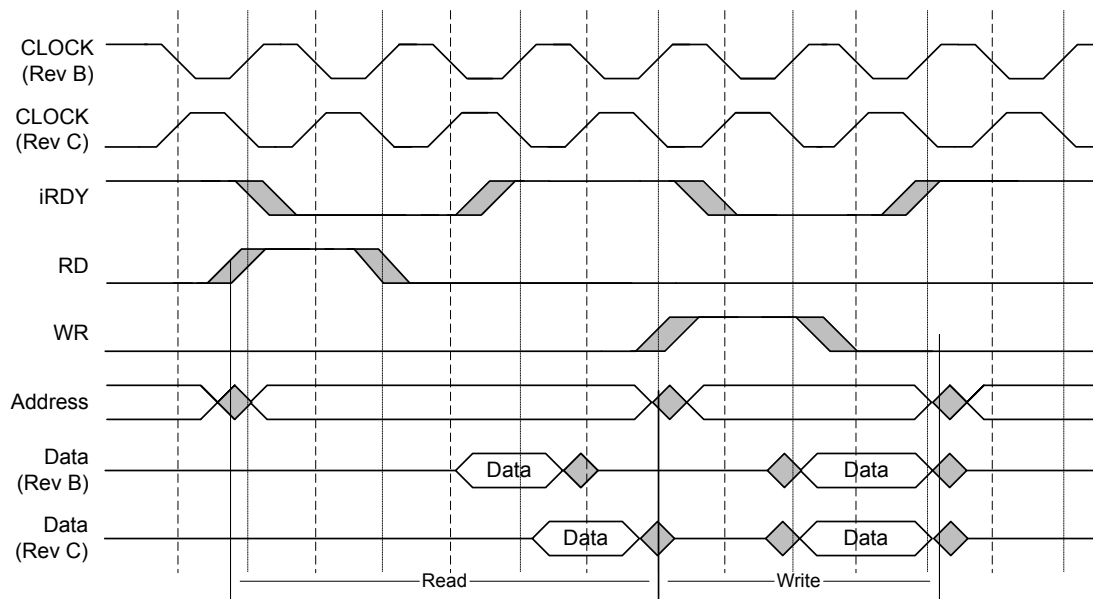 CLOCK
(Rev B)
CLOCK
(Rev C)
iRDY
RD
WR
Address
Data
(Rev B)
Data
Data
Data
(Rev C)
Data
Data
Read
Write